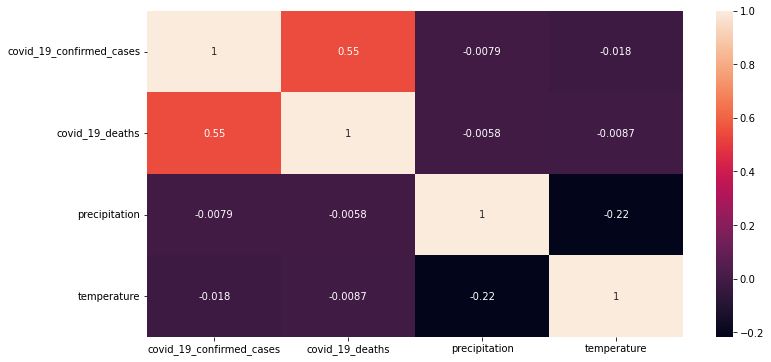 covid_19_confirmed_cases 1 0.55 -0.0079 -0.018
covid_19_deaths 0.55 1 -0.0058 -0.0087
precipitation -0.0079 -0.0058 1 -0.22
temperature -0.018 -0.0087 -0.22 1
covid_19_confirmed_cases covid_19_deaths precipitation temperature
1.0
0.8
0.6
0.4
0.2
0.0
−0.2